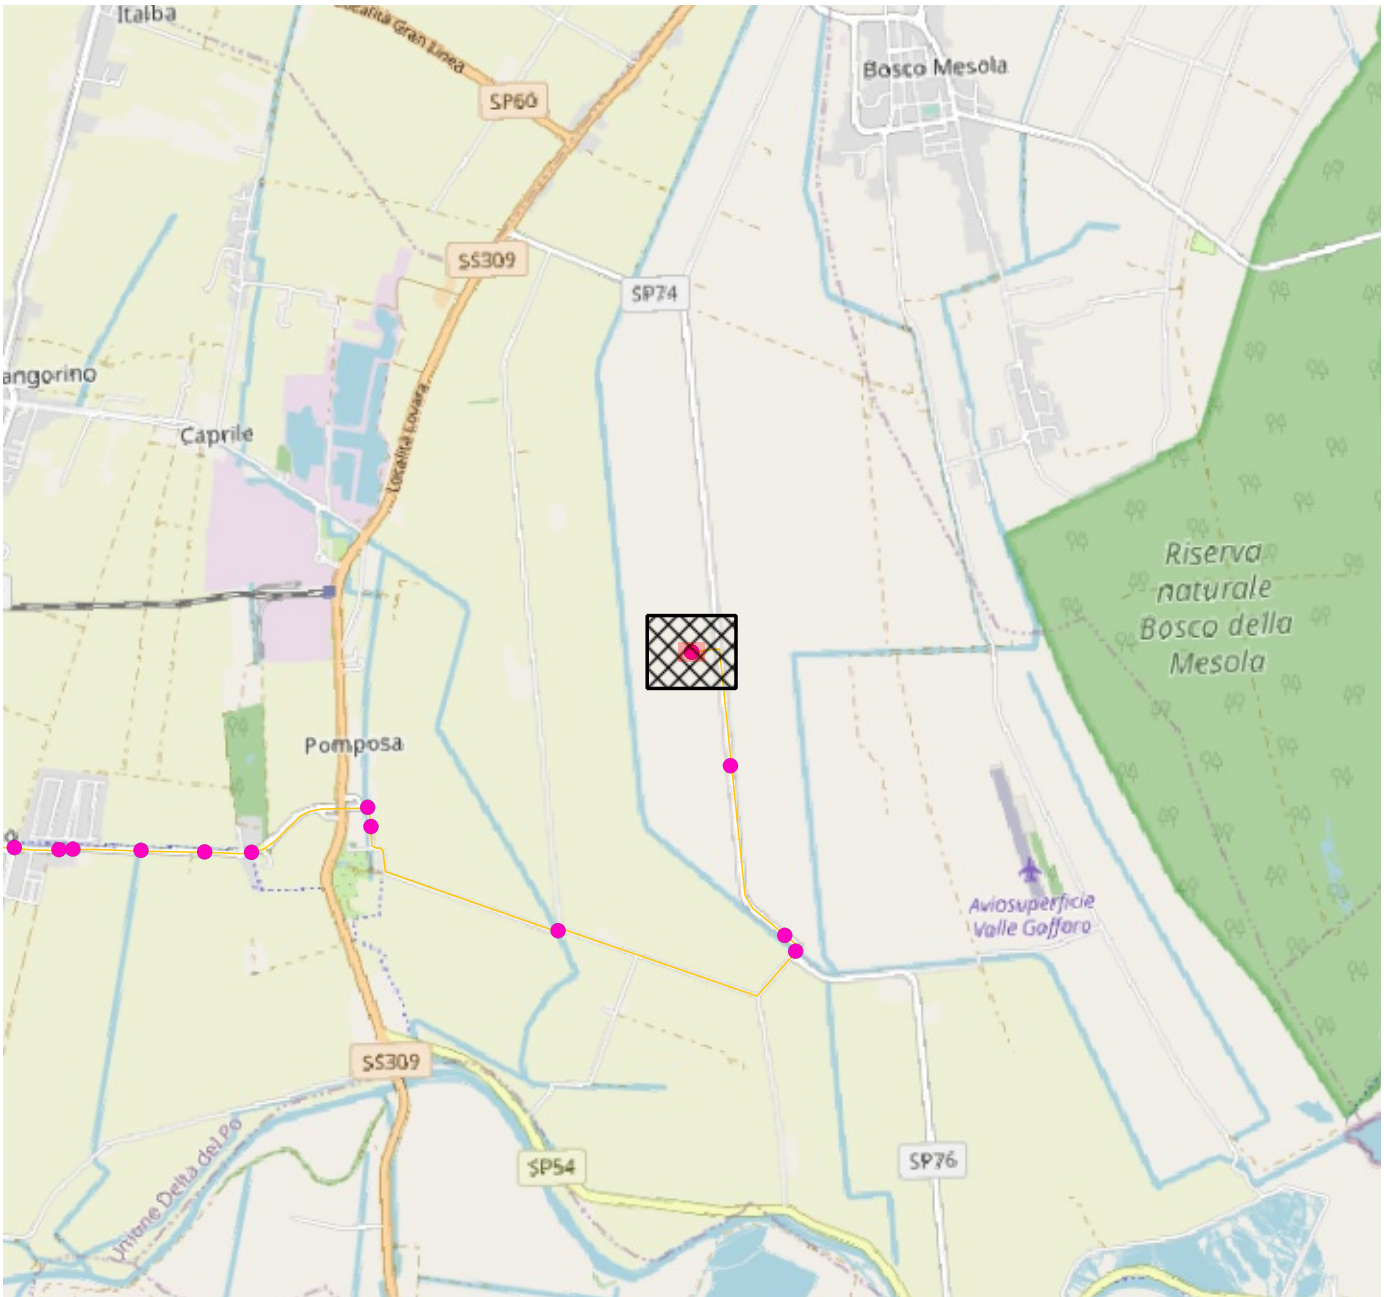 Italba
Località Gran Linea
Bosco Mesola
SP60
SS309
SP74
angorino
Caprile
Località Lovara
Riserva
naturale
Bosco della
Mesola
Pomposa
o
Aviosuperficie
Valle Gaffaro
SS309
Unione Delta del Po
SP54
SP76